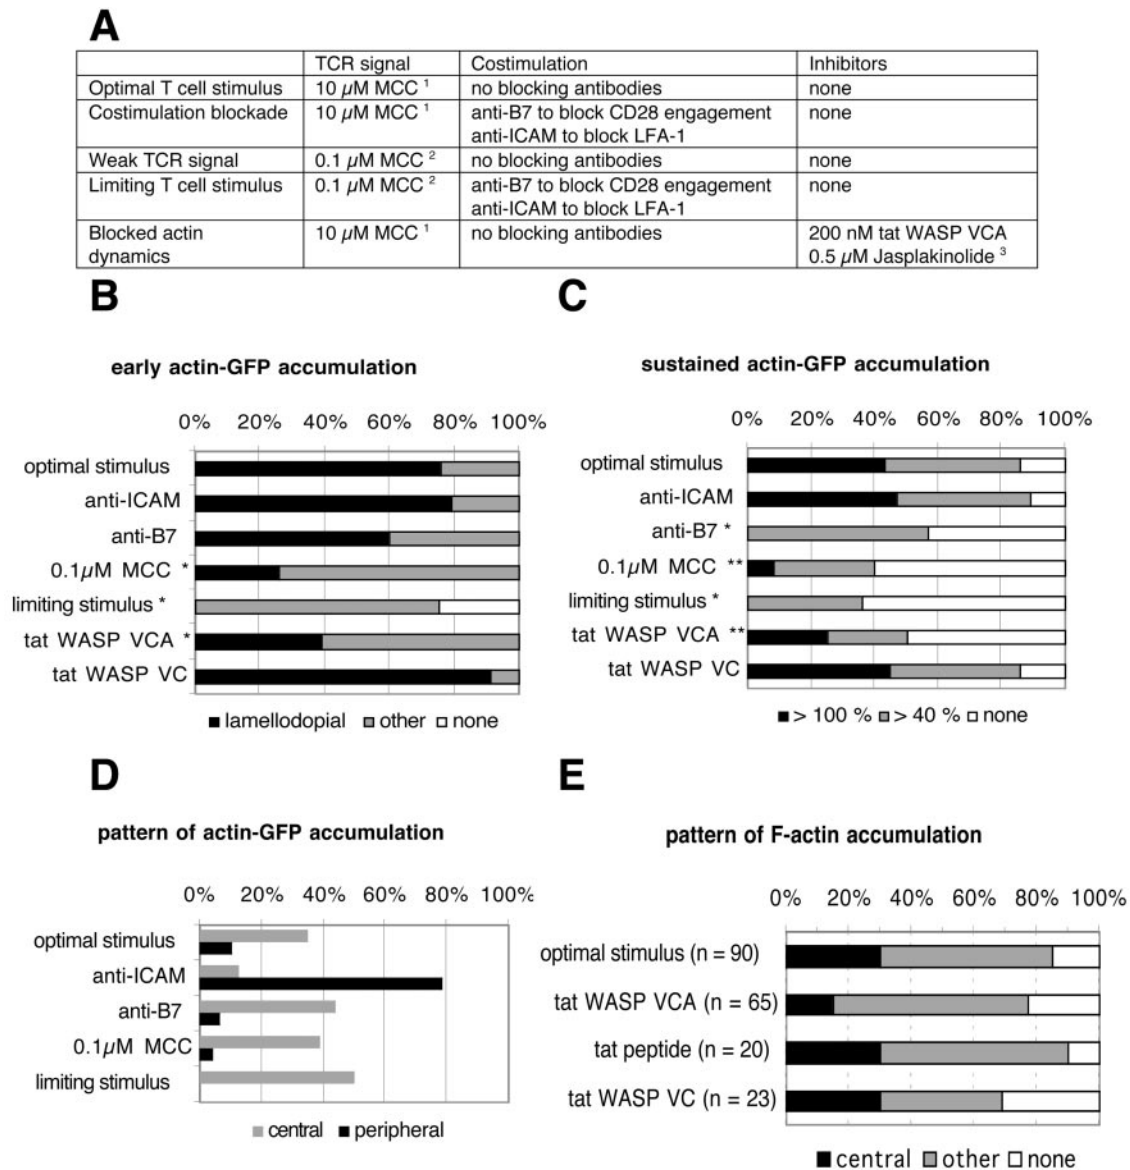 A
TCR signal Costimulation Inhibitors
Optimal T cell stimulus 10 µM MCC 1 no blocking antibodies none
Costimulation blockade 10 µM MCC 1 anti-B7 to block CD28 engagement none
anti-ICAM to block LFA-1
Weak TCR signal 0.1 µM MCC 2 no blocking antibodies none
Limiting T cell stimulus 0.1 µM MCC 2 anti-B7 to block CD28 engagement none
anti-ICAM to block LFA-1
Blocked actin 10 µM MCC 1 no blocking antibodies 200 nM tat WASP VCA
dynamics 0.5 µM Jasplakinolide 3
B
early actin-GFP accumulation
0% 20% 40% 60% 80% 100%
optimal stimulus
anti-ICAM
anti-B7
0.1µM MCC *
limiting stimulus *
tat WASP VCA *
tat WASP VC
lamellodopial other none
C
sustained actin-GFP accumulation
0% 20% 40% 60% 80% 100%
optimal stimulus
anti-ICAM
anti-B7 *
0.1µM MCC **
limiting stimulus *
tat WASP VCA **
tat WASP VC
> 100 % > 40 % none
D
pattern of actin-GFP accumulation
0% 20% 40% 60% 80% 100%
optimal stimulus
anti-ICAM
anti-B7
0.1µM MCC
limiting stimulus
central peripheral
E
pattern of F-actin accumulation
0% 20% 40% 60% 80% 100%
optimal stimulus (n = 90)
tat WASP VCA (n = 65)
tat peptide (n = 20)
tat WASP VC (n = 23)
central other none